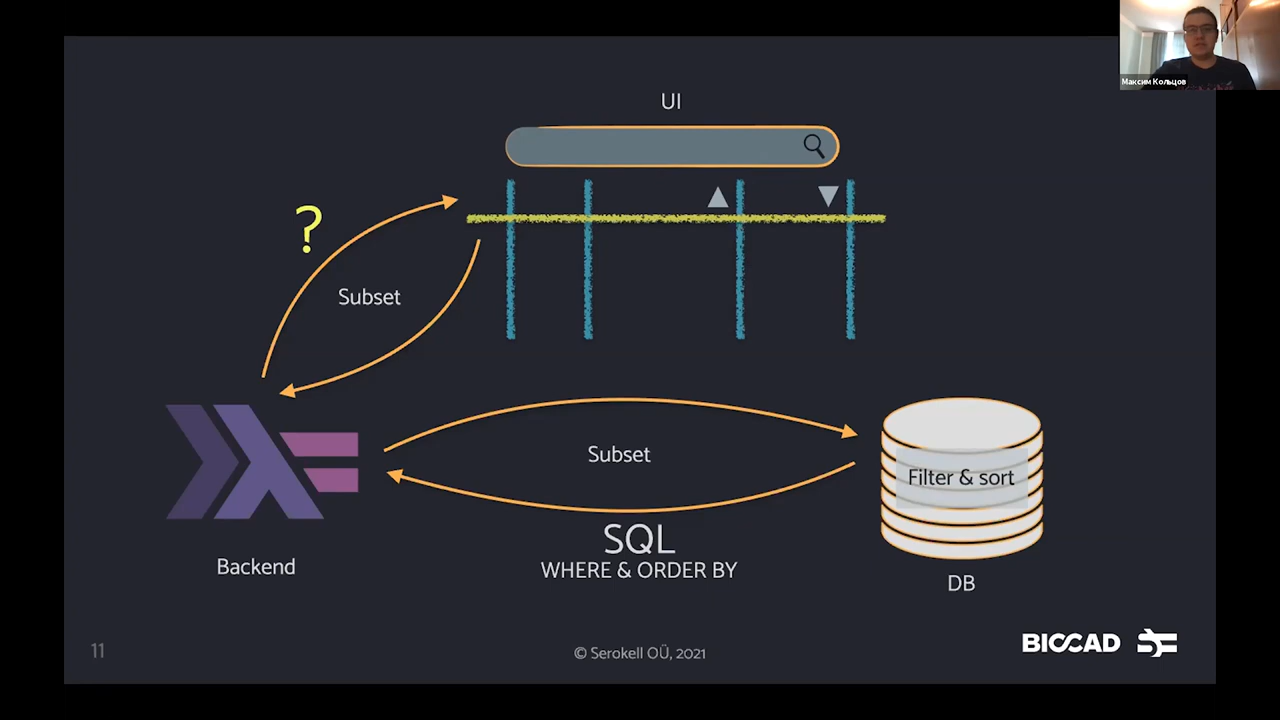 Максим Кольцов
UI
?
Subset
Subset
Filter & sort
SQL
WHERE & ORDER BY
Backend
DB
11
© Serokell OÜ, 2021
BIOCAD